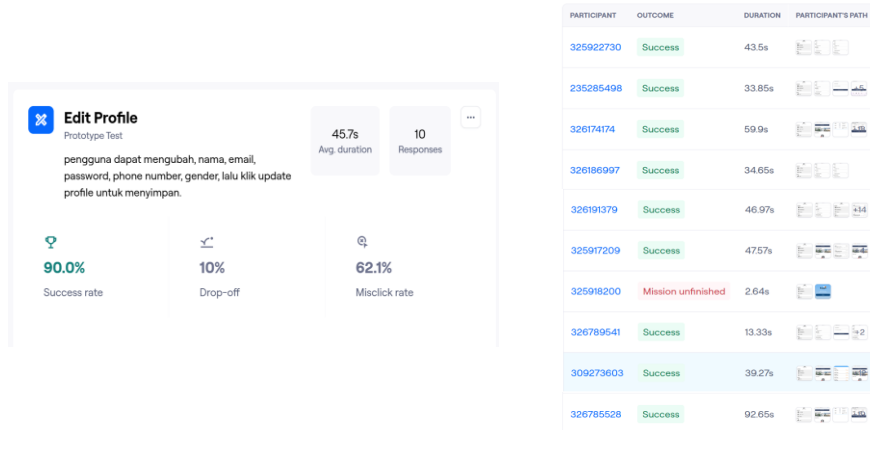 Edit Profile
Prototype Test
pengguna dapat mengubah, nama, email,
password, phone number, gender, lalu klik update
profile untuk menyimpan.
45.7s
Avg. duration
10
Responses
90.0%
Success rate
10%
Drop-off
62.1%
Misclick rate
PARTICIPANT OUTCOME DURATION PARTICIPANT'S PATH
325922730 Success 43.5s
235285498 Success 33.85s
326174174 Success 59.9s
326186997 Success 34.65s
326191379 Success 46.97s +14
325917209 Success 47.57s
325918200 Mission unfinished 2.64s
326789541 Success 13.33s +2
309273603 Success 39.27s
326785528 Success 92.65s